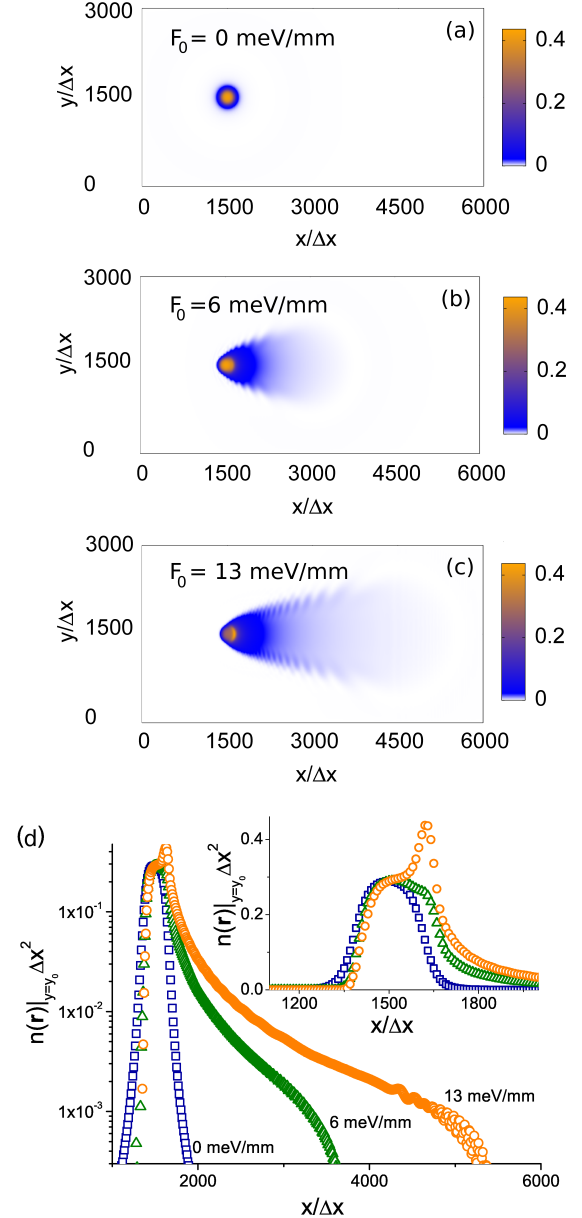 3000
F0 = 0 meV/mm
(a)
0.4
y/Δx
1500
0.2
0
0
0
1500
3000
4500
6000
x/Δx
3000
F0 =6 meV/mm
(b)
0.4
y/Δx
1500
0.2
0
0
0
1500
3000
4500
6000
x/Δx
3000
F0 = 13 meV/mm
(c)
0.4
y/Δx
1500
0.2
0
0
0
1500
3000
4500
6000
x/Δx
(d)
n(r)|y=y0 Δx²
1x10⁻¹
1x10⁻²
1x10⁻³
n(r)|y=y0 Δx²
0.4
0.2
0.0
1200
1500
1800
x/Δx
13 meV/mm
6 meV/mm
0 meV/mm
2000
4000
6000
x/Δx